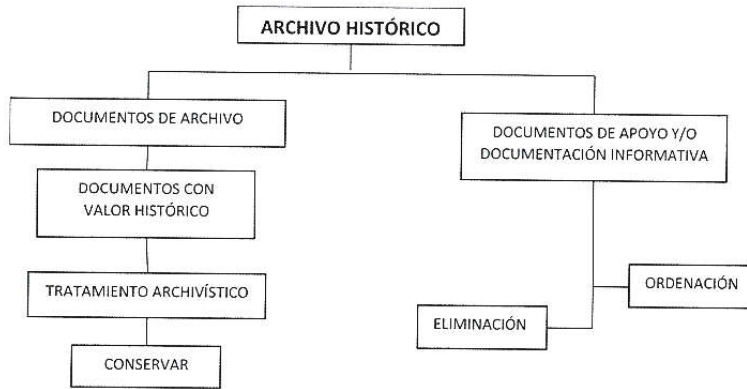 ARCHIVO HISTÓRICO
DOCUMENTOS DE ARCHIVO
DOCUMENTOS DE APOYO Y/O
DOCUMENTACIÓN INFORMATIVA
DOCUMENTOS CON
VALOR HISTÓRICO
TRATAMIENTO ARCHIVÍSTICO
ORDENACIÓN
ELIMINACIÓN
CONSERVAR